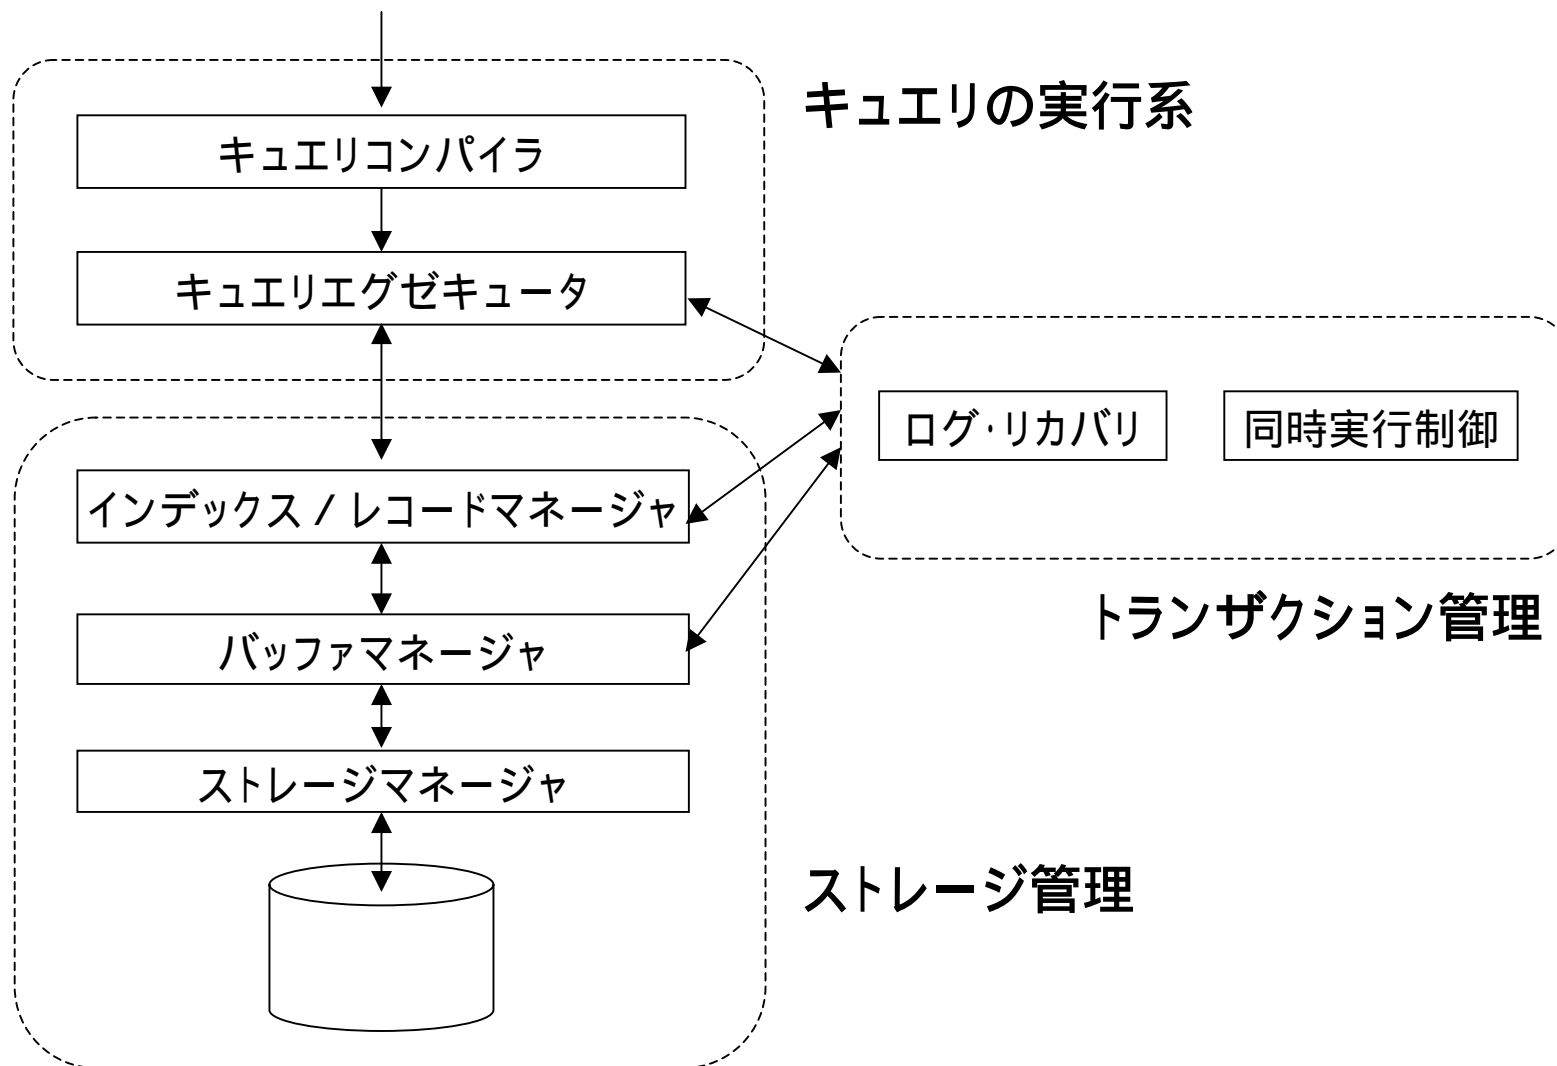 キュエリの実行系
キュエリコンパイラ
キュエリエグゼキュータ
ログ・リカバリ
同時実行制御
インデックス / レコードマネージャ
トランザクション管理
バッファマネージャ
ストレージマネージャ
ストレージ管理